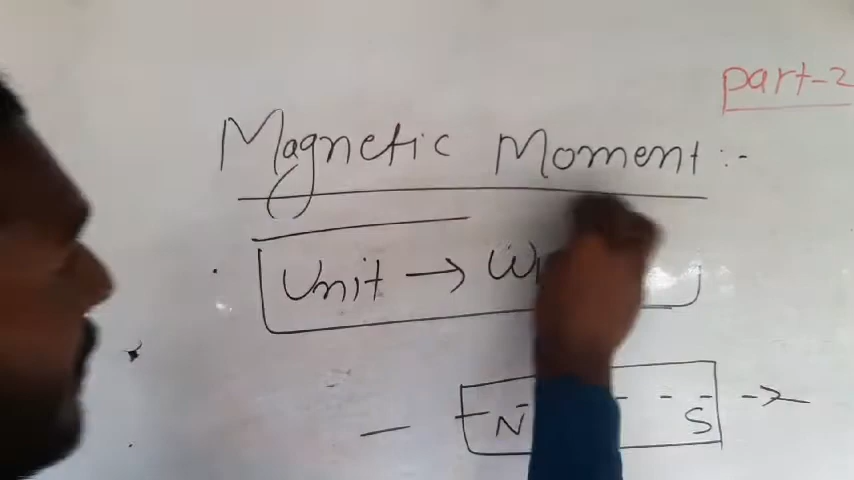 part-2
Magnetic Moment :-
Unit →
N S